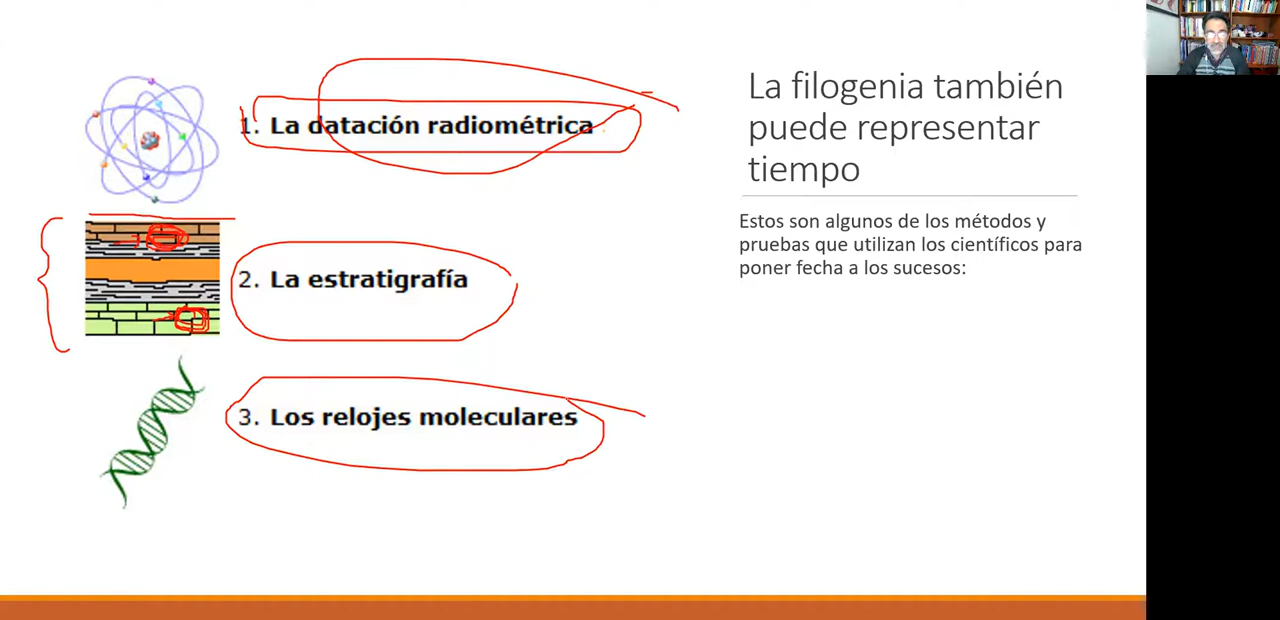 1. La datación radiométrica
2. La estratigrafía
3. Los relojes moleculares
La filogenia también
puede representar
tiempo
Estos son algunos de los métodos y
pruebas que utilizan los científicos para
poner fecha a los sucesos: